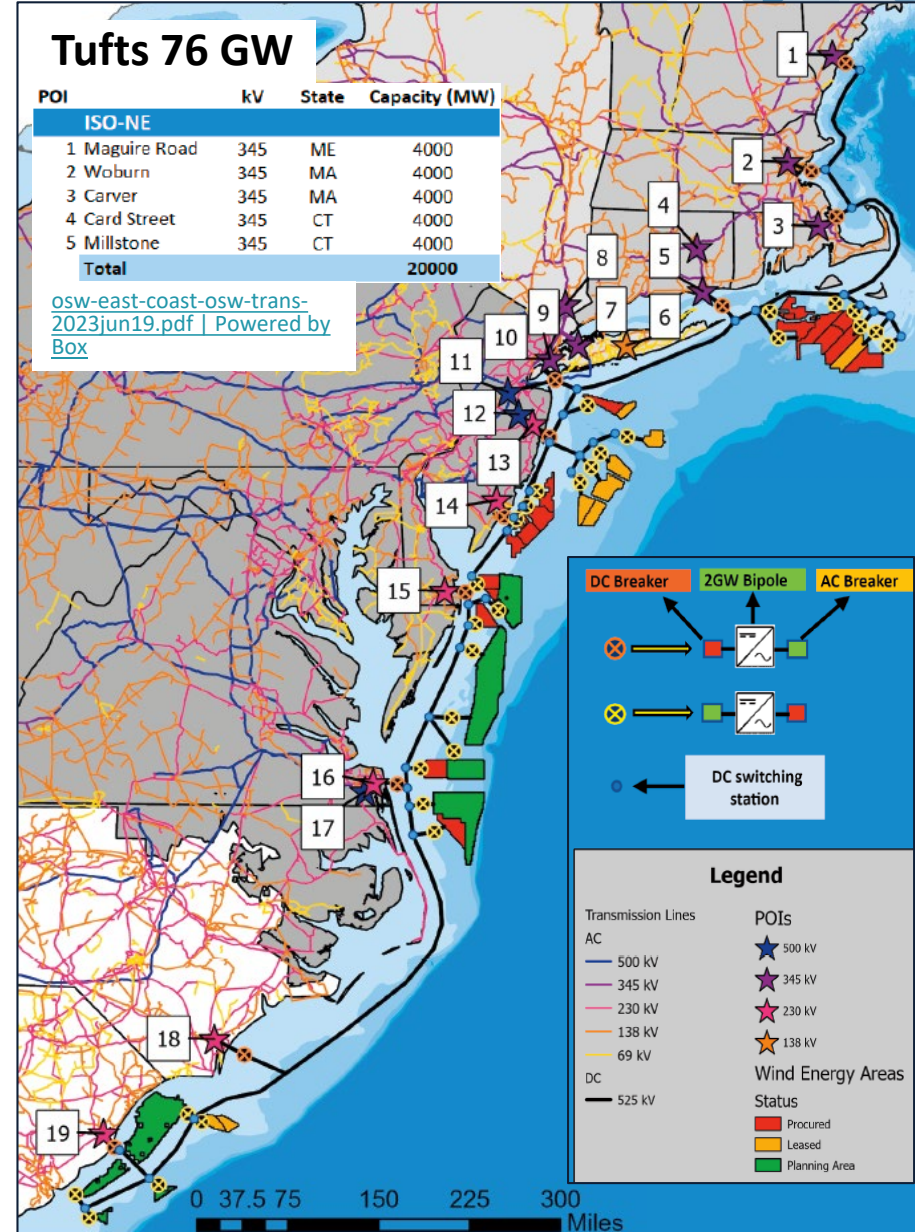 Tufts 76 GW
POI kV State Capacity (MW)
ISO-NE
1 Maguire Road 345 ME 4000
2 Woburn 345 MA 4000
3 Carver 345 MA 4000
4 Card Street 345 CT 4000
5 Millstone 345 CT 4000
Total 20000
osw-east-coast-osw-trans-
2023jun19.pdf | Powered by
Box
1
2
3
4
5
6
7
8
9
10
11
12
13
14
15
16
17
18
19
DC Breaker 2GW Bipole AC Breaker
DC switching
station
Legend
Transmission Lines
AC
500 kV
345 kV
230 kV
138 kV
69 kV
DC
525 kV
POIs
500 kV
345 kV
230 kV
138 kV
Wind Energy Areas
Status
Procured
Leased
Planning Area
0 37.5 75 150 225 300
Miles